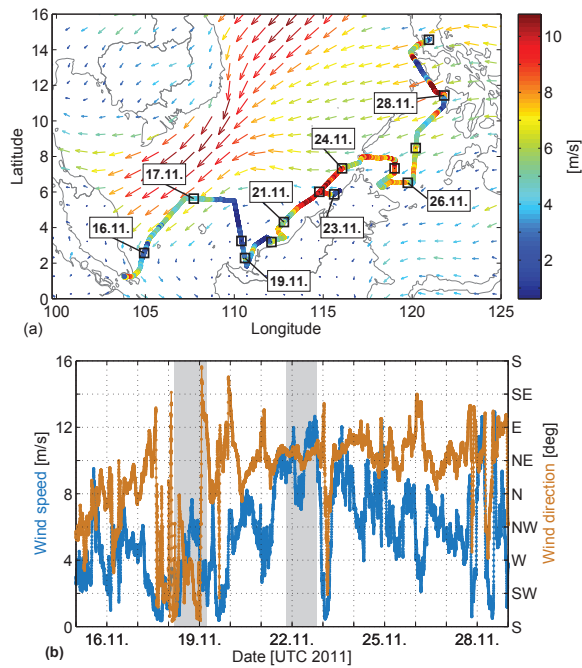 16
14
12
10
8
6
4
2
0
Latitude
100
105
110
115
120
125
Longitude
(a)
16.11.
17.11.
19.11.
21.11.
23.11.
24.11.
26.11.
28.11.
10
8
6
4
2
[m/s]
16
12
8
4
0
Wind speed [m/s]
S
SE
E
NE
N
NW
W
SW
S
Wind direction [deg]
16.11.
19.11.
22.11.
25.11.
28.11.
(b)
Date [UTC 2011]